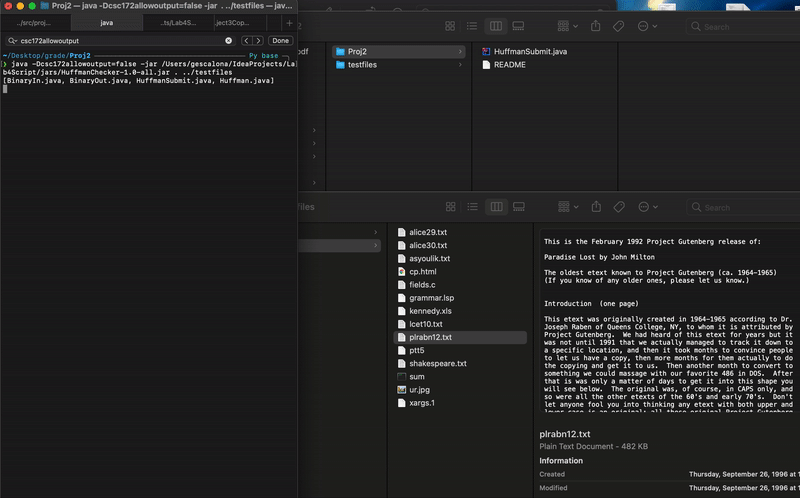 Proj2 — java -Dcsc172allowoutput=false -jar . ../testfiles — jav...
../src/proj...
java
..ts/Lab4S...
.ject3Cop...
csc172allowoutput
Done
~/Desktop/grade/Proj2
Py base
❯ java -Dcsc172allowoutput=false -jar /Users/gescalona/IdeaProjects/La
b4Script/jars/HuffmanChecker-1.0-all.jar . ../testfiles
[BinaryIn.java, BinaryOut.java, HuffmanSubmit.java, Huffman.java]
Search
Proj2
testfiles
HuffmanSubmit.java
README
Search
alice29.txt
alice30.txt
asyoulik.txt
cp.html
fields.c
grammar.lsp
kennedy.xls
lcet10.txt
plrabn12.txt
ptt5
shakespeare.txt
sum
ur.jpg
xargs.1
This is the February 1992 Project Gutenberg release of:
Paradise Lost by John Milton
The oldest etext known to Project Gutenberg (ca. 1964-1965)
(If you know of any older ones, please let us know.)
Introduction (one page)
This etext was originally created in 1964-1965 according to Dr.
Joseph Raben of Queens College, NY, to whom it is attributed by
Project Gutenberg. We had heard of this etext for years but it
was not until 1991 that we actually managed to track it down to
a specific location, and then it took months to convince people
to let us have a copy, then more months for them actually to do
the copying and get it to us. Then another month to convert to
something we could massage with our favorite 486 in DOS. After
that is was only a matter of days to get it into this shape you
will see below. The original was, of course, in CAPS only, and
so were all the other etexts of the 60's and early 70's. Don't
let anyone fool you into thinking any etext with both upper and
lower case is an original; all those original Project Gutenberg
plrabn12.txt
Plain Text Document - 482 KB
Information
Created
Thursday, September 26, 1996 at 1
Modified
Thursday, September 26, 1996 at